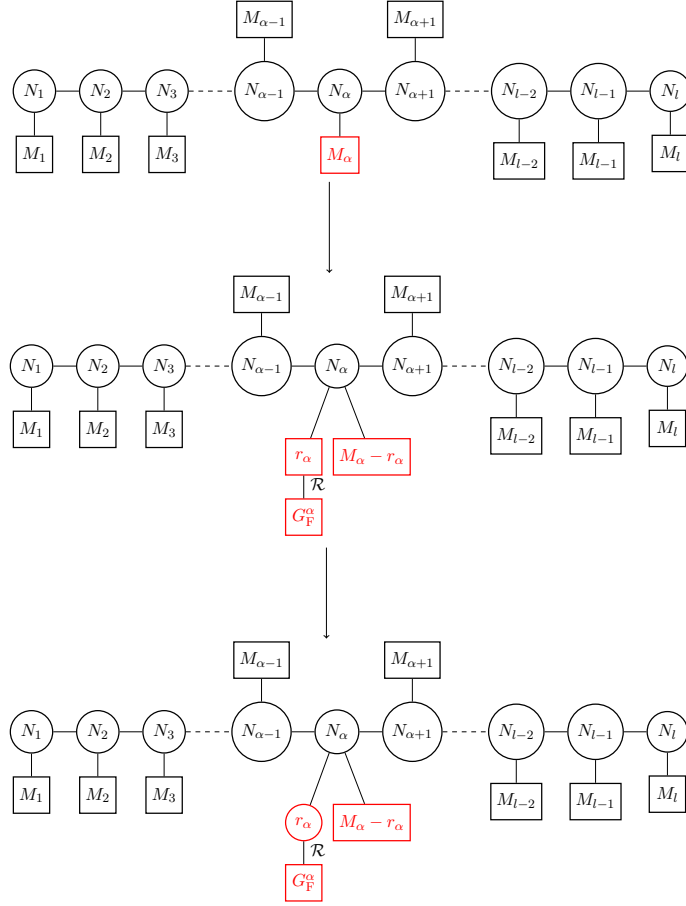 M_{α−1} M_{α+1}
N_1 N_2 N_3 N_{α−1} N_α N_{α+1} N_{l−2} N_{l−1} N_l
M_1 M_2 M_3 M_α M_{l−2} M_{l−1} M_l
M_{α−1} M_{α+1}
N_1 N_2 N_3 N_{α−1} N_α N_{α+1} N_{l−2} N_{l−1} N_l
M_1 M_2 M_3 M_{l−2} M_{l−1} M_l
r_α M_α − r_α
ℛ
G_F^α
M_{α−1} M_{α+1}
N_1 N_2 N_3 N_{α−1} N_α N_{α+1} N_{l−2} N_{l−1} N_l
M_1 M_2 M_3 M_{l−2} M_{l−1} M_l
r_α M_α − r_α
ℛ
G_F^α